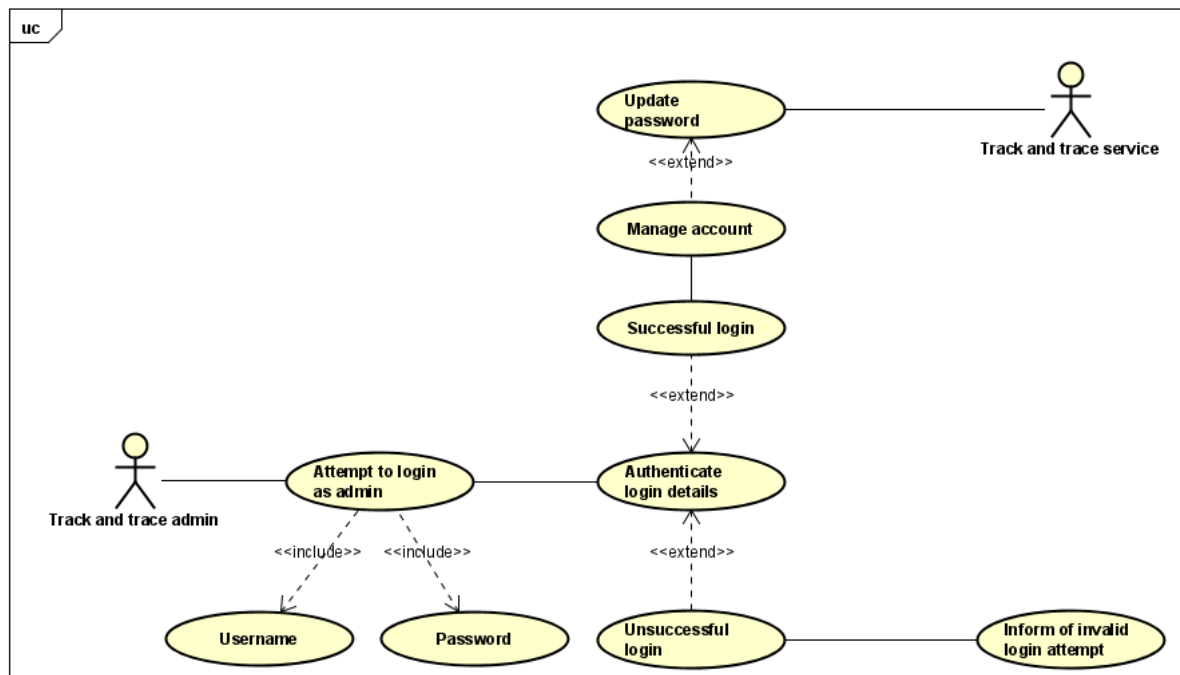 uc
Update
password
Track and trace service
<<extend>>
Manage account
Successful login
<<extend>>
Attempt to login
as admin
Authenticate
login details
Track and trace admin
<<include>>
<<include>>
<<extend>>
Username
Password
Unsuccessful
login
Inform of invalid
login attempt